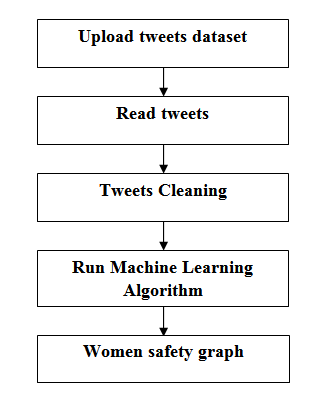 Upload tweets dataset
Read tweets
Tweets Cleaning
Run Machine Learning
Algorithm
Women safety graph